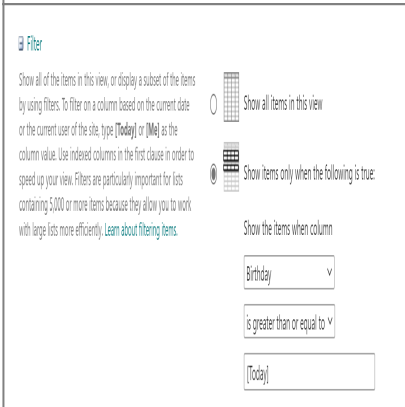 Filter
Show all of the items in this view, or display a subset of the items
by using filters. To filter on a column based on the current date
or the current user of the site, type [Today] or [Me] as the
column value. Use indexed columns in the first clause in order to
speed up your view. Filters are particularly important for lists
containing 5,000 or more items because they allow you to work
with large lists more efficiently. Learn about filtering items.
Show all items in this view
Show items only when the following is true:
Show the items when column
Birthday
is greater than or equal to
[Today]